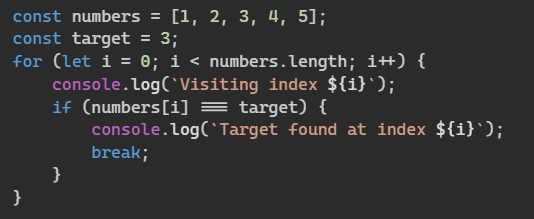 const numbers = [1, 2, 3, 4, 5];
const target = 3;
for (let i = 0; i < numbers.length; i++) {
    console.log(`Visiting index ${i}`);
    if (numbers[i] === target) {
        console.log(`Target found at index ${i}`);
        break;
    }
}